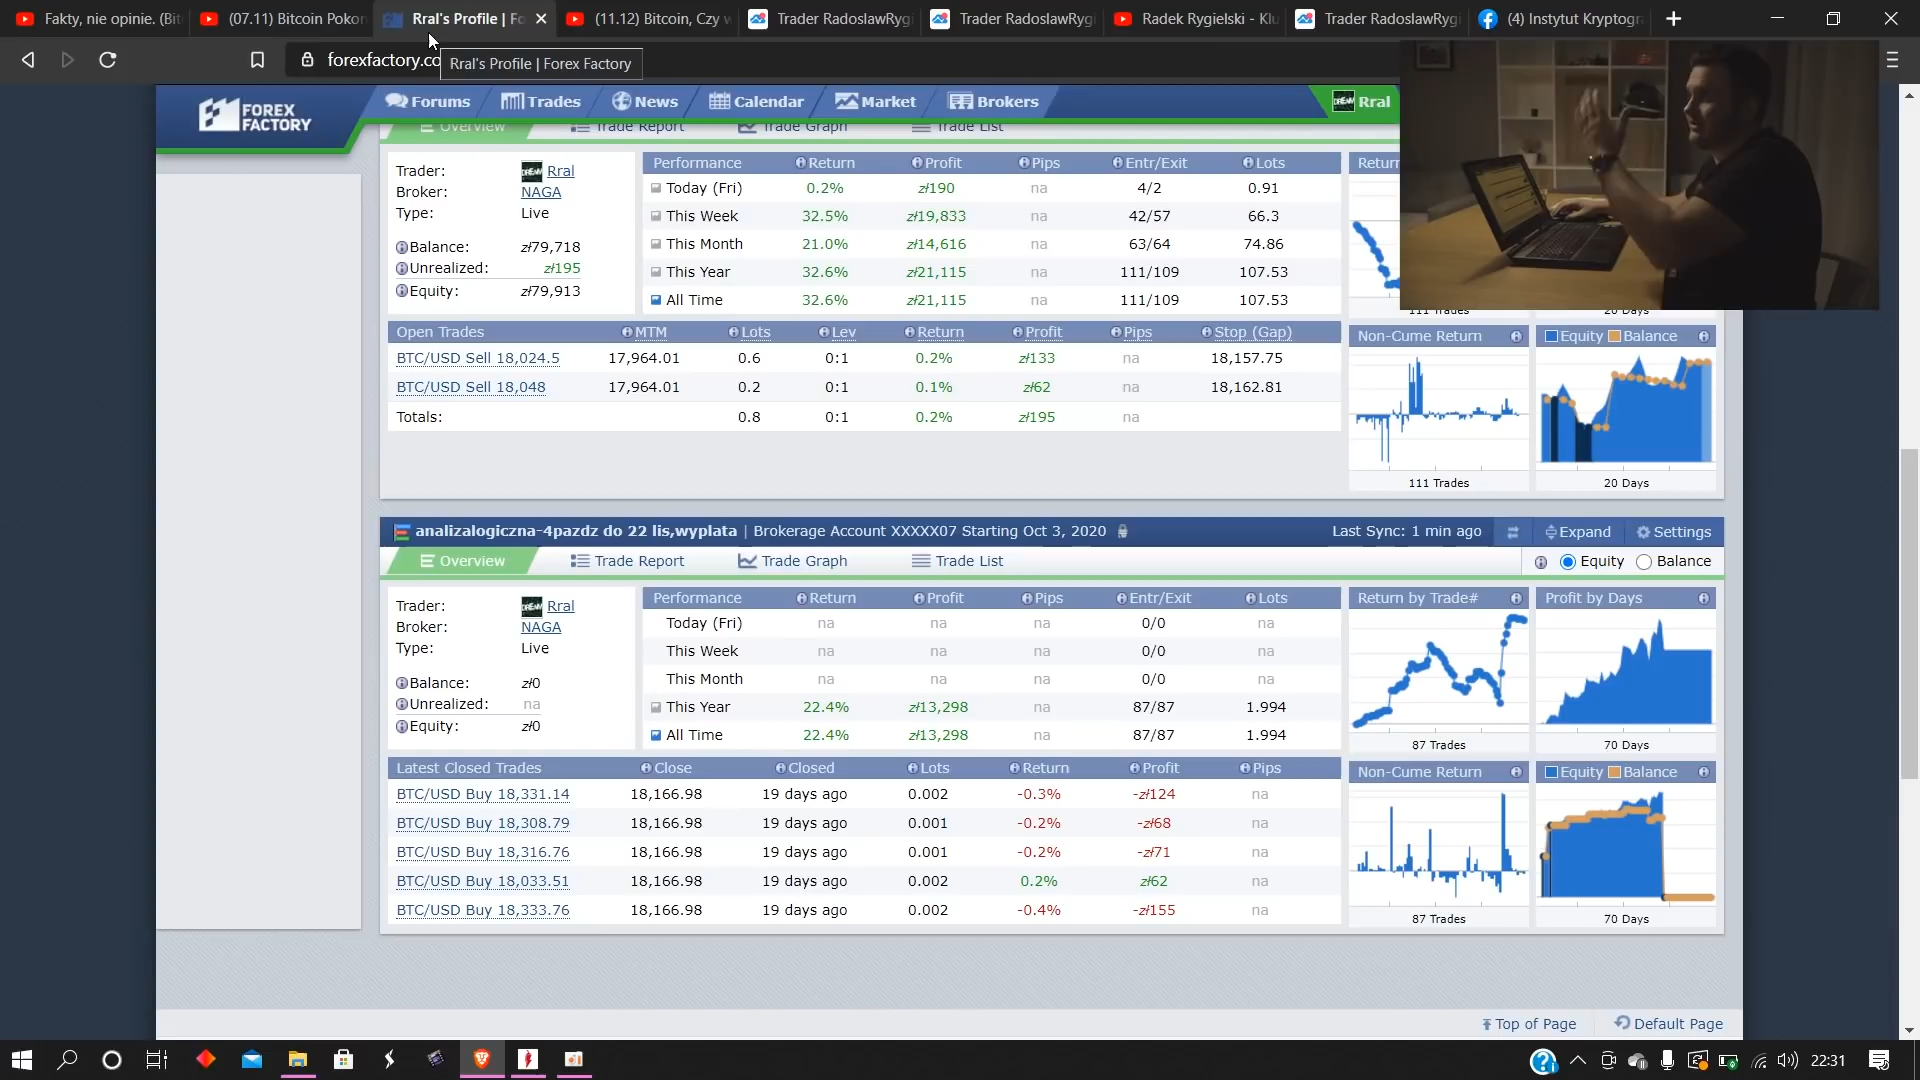 Fakty, nie opinie. (Bit
(07.11) Bitcoin Pokon
Rral's Profile | Fo
(11.12) Bitcoin, Czy w
Trader RadoslawRygi
Trader RadoslawRygi
Radek Rygielski - Klu
Trader RadoslawRygi
(4) Instytut Kryptogra
forexfactory.co
Rral's Profile | Forex Factory
FOREX FACTORY
Forums Trades News Calendar Market Brokers Rral
Overview Trade Report Trade Graph Trade List
Trader: Rral
Broker: NAGA
Type: Live
Balance: zł79,718
Unrealized: zł195
Equity: zł79,913
Performance Return Profit Pips Entr/Exit Lots
Today (Fri) 0.2% zł190 na 4/2 0.91
This Week 32.5% zł19,833 na 42/57 66.3
This Month 21.0% zł14,616 na 63/64 74.86
This Year 32.6% zł21,115 na 111/109 107.53
All Time 32.6% zł21,115 na 111/109 107.53
Return
111 Trades 20 Days
Open Trades MTM Lots Lev Return Profit Pips Stop (Gap)
BTC/USD Sell 18,024.5 17,964.01 0.6 0:1 0.2% zł133 na 18,157.75
BTC/USD Sell 18,048 17,964.01 0.2 0:1 0.1% zł62 na 18,162.81
Totals: 0.8 0:1 0.2% zł195 na
Non-Cume Return Equity Balance
111 Trades 20 Days
analizalogiczna-4pazdz do 22 lis,wyplata | Brokerage Account XXXXX07 Starting Oct 3, 2020 Last Sync: 1 min ago Expand Settings
Overview Trade Report Trade Graph Trade List Equity Balance
Trader: Rral
Broker: NAGA
Type: Live
Balance: zł0
Unrealized: na
Equity: zł0
Performance Return Profit Pips Entr/Exit Lots
Today (Fri) na na na 0/0 na
This Week na na na 0/0 na
This Month na na na 0/0 na
This Year 22.4% zł13,298 na 87/87 1.994
All Time 22.4% zł13,298 na 87/87 1.994
Return by Trade# Profit by Days
87 Trades 70 Days
Latest Closed Trades Close Closed Lots Return Profit Pips
BTC/USD Buy 18,331.14 18,166.98 19 days ago 0.002 -0.3% -zł124 na
BTC/USD Buy 18,308.79 18,166.98 19 days ago 0.001 -0.2% -zł68 na
BTC/USD Buy 18,316.76 18,166.98 19 days ago 0.001 -0.2% -zł71 na
BTC/USD Buy 18,033.51 18,166.98 19 days ago 0.002 0.2% zł62 na
BTC/USD Buy 18,333.76 18,166.98 19 days ago 0.002 -0.4% -zł155 na
Non-Cume Return Equity Balance
87 Trades 70 Days
Top of Page Default Page
22:31